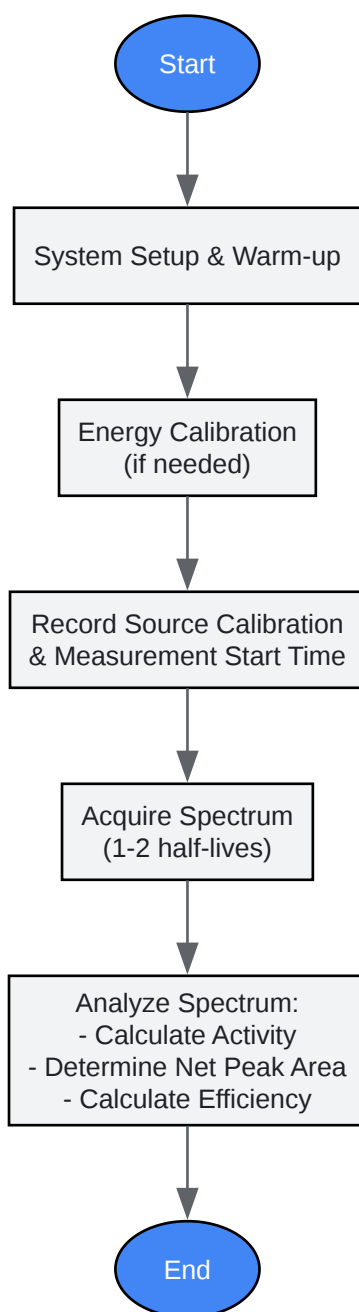 Start
System Setup & Warm-up
Energy Calibration
(if needed)
Record Source Calibration
& Measurement Start Time
Acquire Spectrum
(1-2 half-lives)
Analyze Spectrum:
- Calculate Activity
- Determine Net Peak Area
- Calculate Efficiency
End